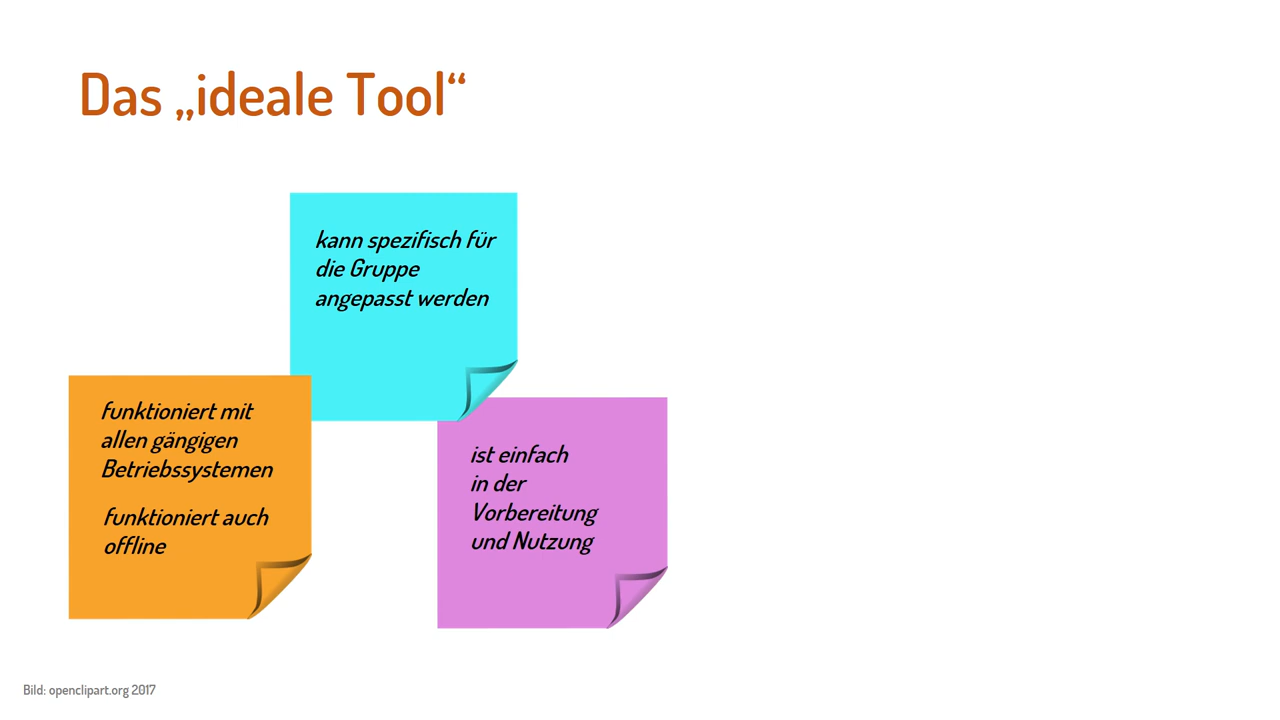 Das „ideale Tool“
kann spezifisch für
die Gruppe
angepasst werden
funktioniert mit
allen gängigen
Betriebssystemen
funktioniert auch
offline
ist einfach
in der
Vorbereitung
und Nutzung
Bild: openclipart.org 2017